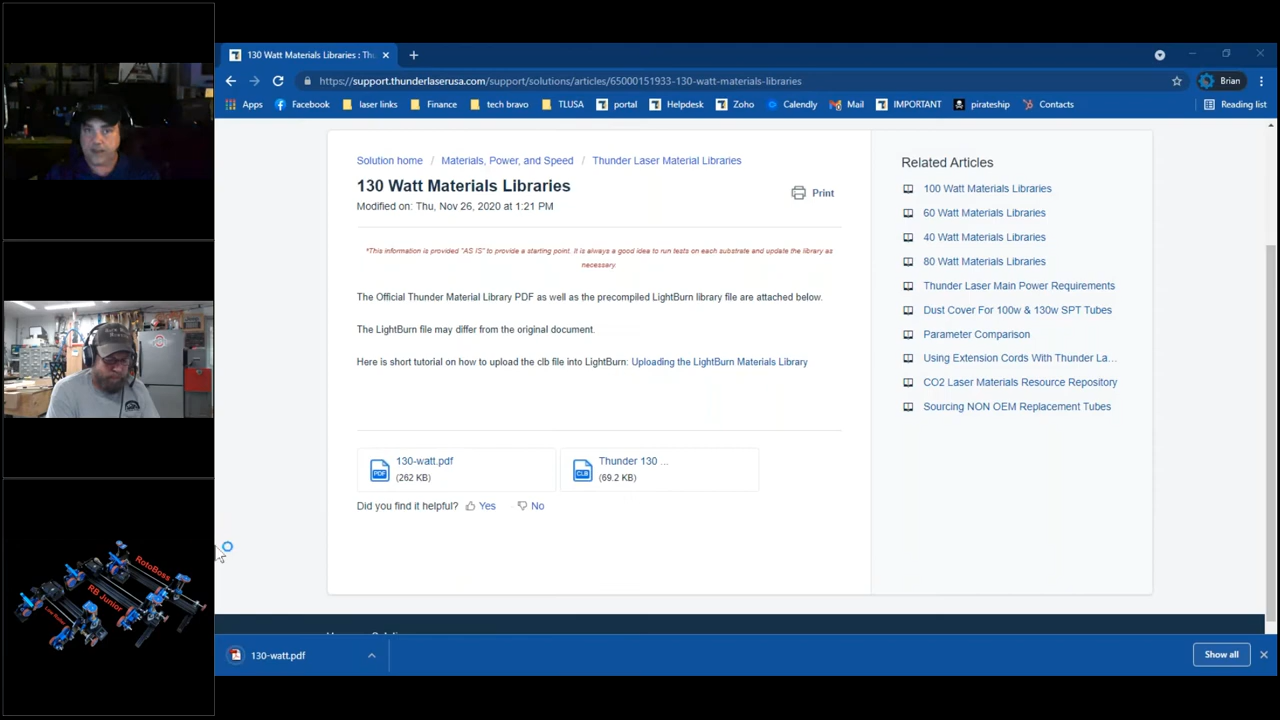 130 Watt Materials Libraries : Thu
Brian
https://support.thunderlaserusa.com/support/solutions/articles/65000151933-130-watt-materials-libraries
Apps
Facebook
laser links
Finance
tech bravo
TLUSA
portal
Helpdesk
Zoho
Calendly
Mail
IMPORTANT
pirateship
Contacts
Reading list
Solution home / Materials, Power, and Speed / Thunder Laser Material Libraries
130 Watt Materials Libraries
Modified on: Thu, Nov 26, 2020 at 1:21 PM
Print
*This information is provided "AS IS" to provide a starting point. It is always a good idea to run tests on each substrate and update the library as
necessary.
The Official Thunder Material Library PDF as well as the precompiled LightBurn library file are attached below.
The LightBurn file may differ from the original document.
Here is short tutorial on how to upload the clb file into LightBurn: Uploading the LightBurn Materials Library
PDF
130-watt.pdf
(262 KB)
CLB
Thunder 130 ...
(69.2 KB)
Did you find it helpful? Yes No
Related Articles
100 Watt Materials Libraries
60 Watt Materials Libraries
40 Watt Materials Libraries
80 Watt Materials Libraries
Thunder Laser Main Power Requirements
Dust Cover For 100w & 130w SPT Tubes
Parameter Comparison
Using Extension Cords With Thunder La...
CO2 Laser Materials Resource Repository
Sourcing NON OEM Replacement Tubes
RotoBoss
RB Junior
130-watt.pdf
Show all